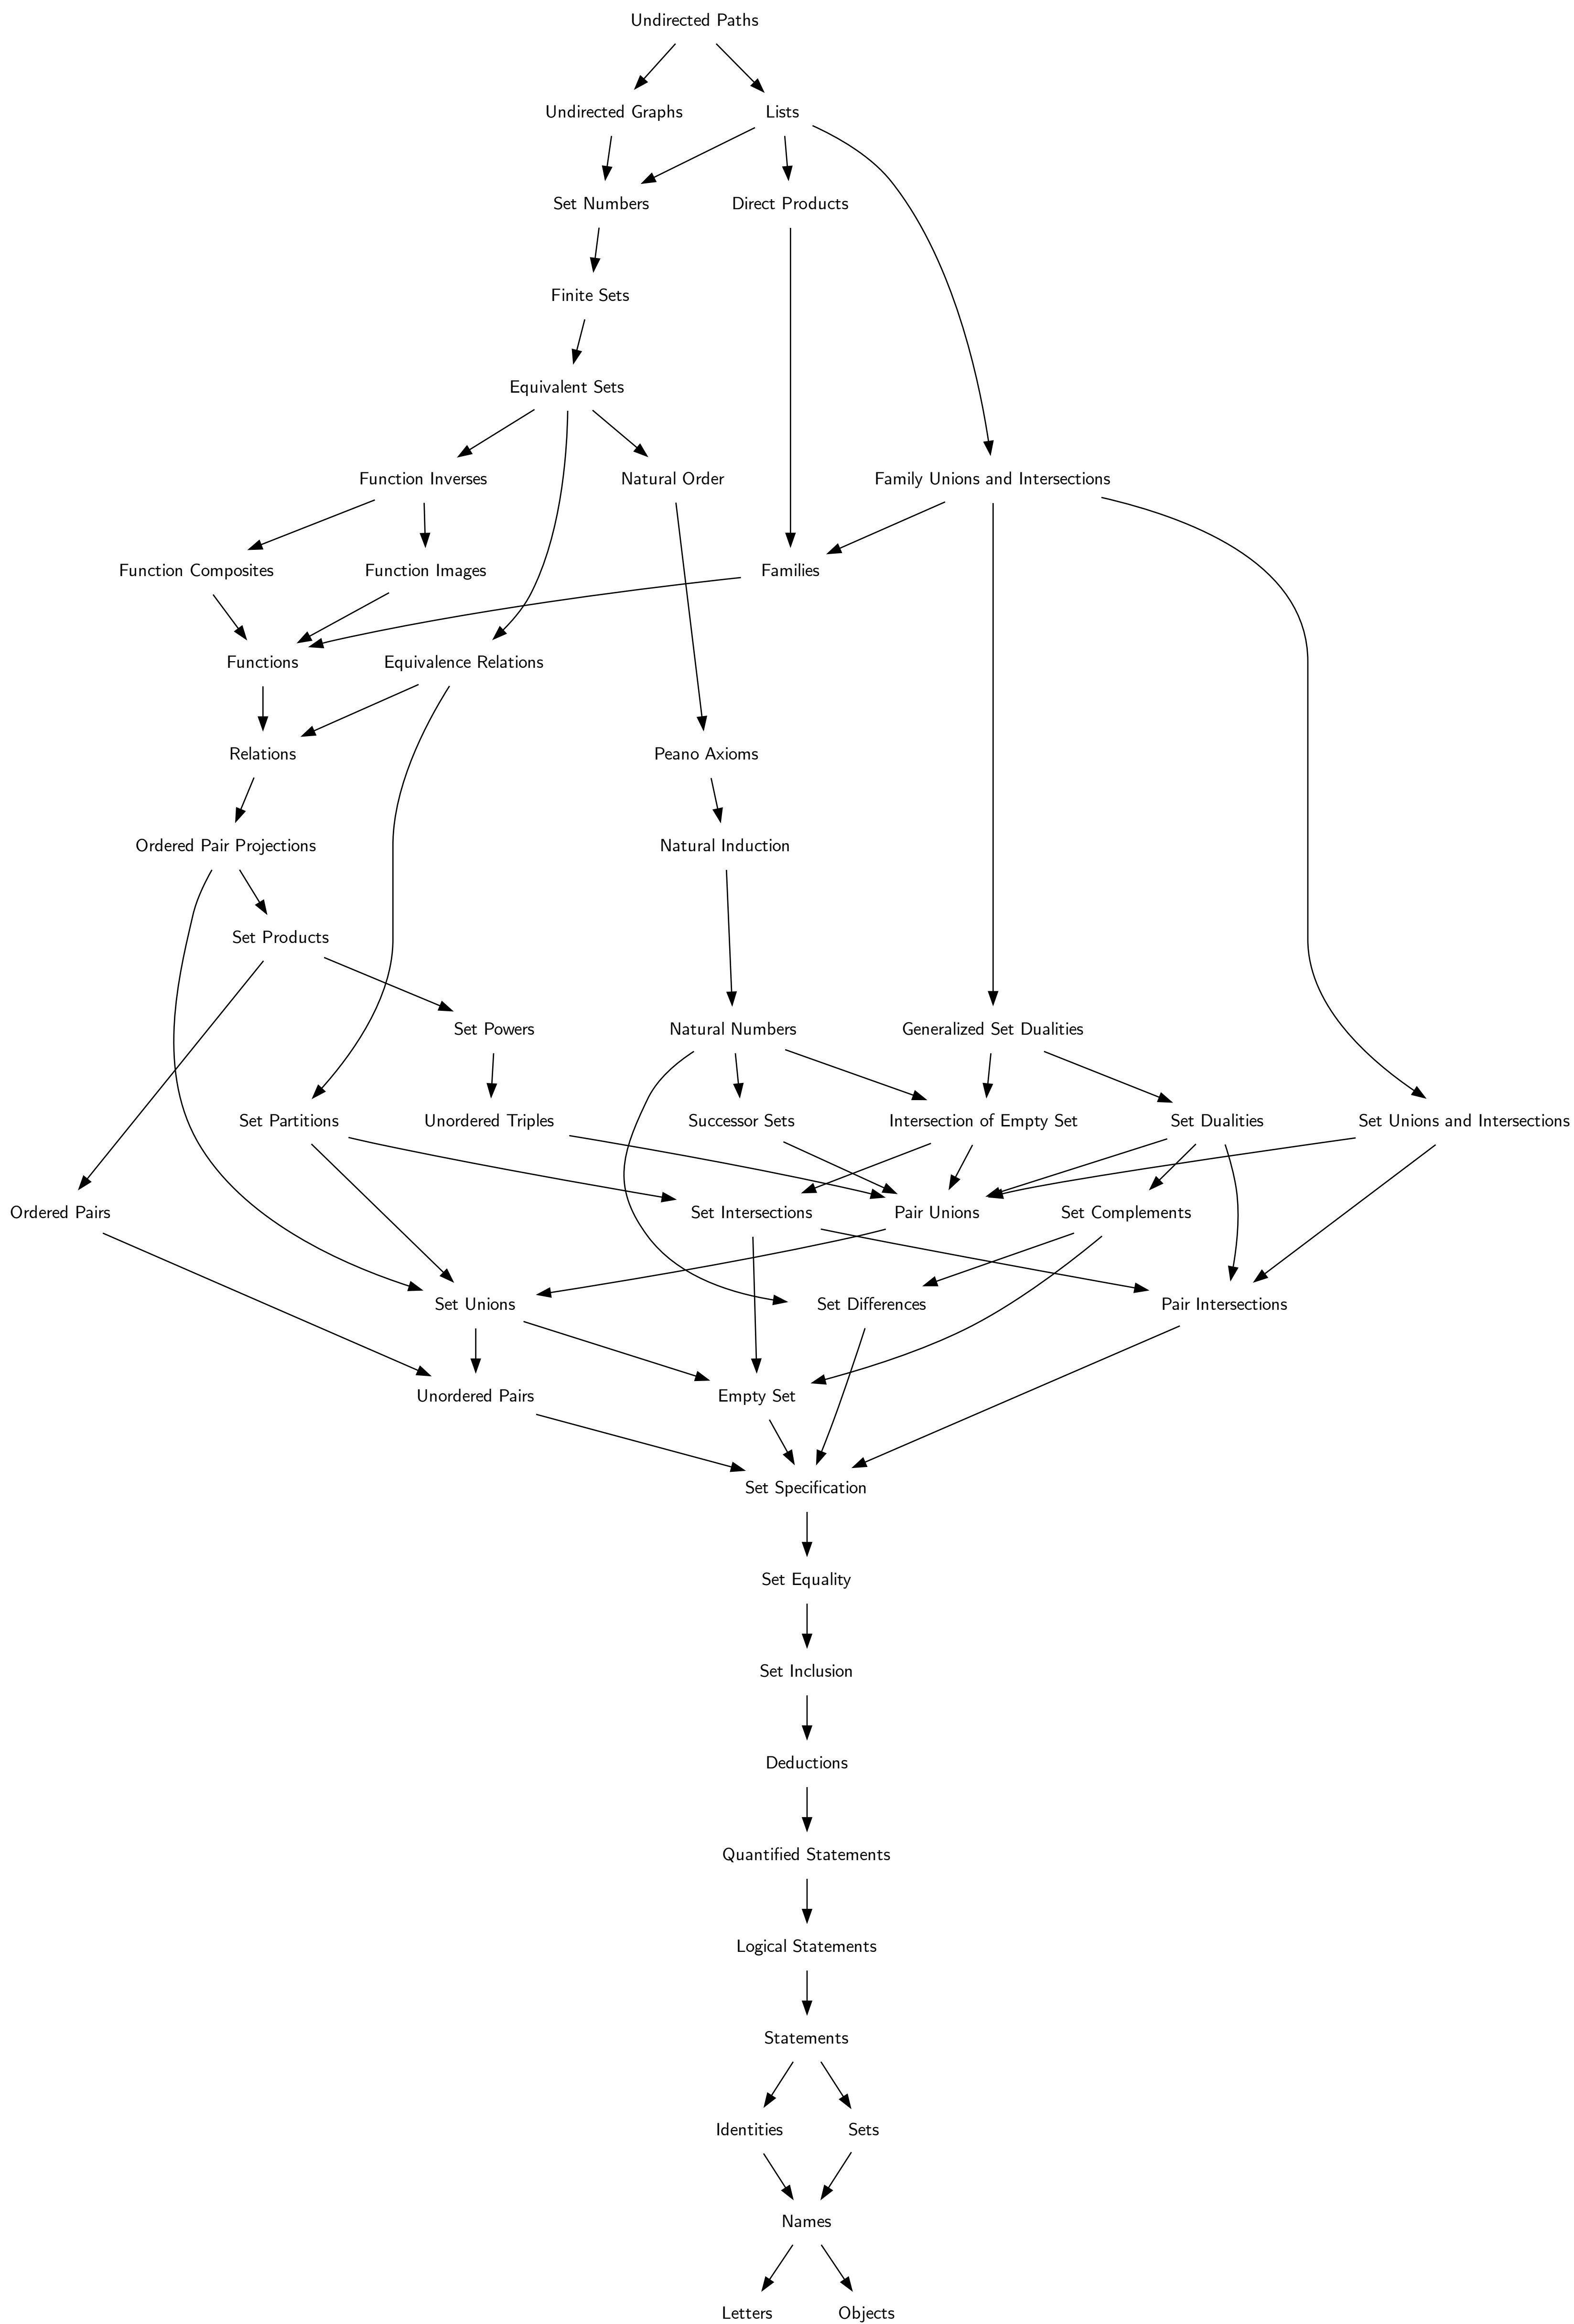 Undirected Paths
Undirected Graphs
Lists
Set Numbers
Direct Products
Finite Sets
Equivalent Sets
Function Inverses
Natural Order
Family Unions and Intersections
Function Composites
Function Images
Families
Functions
Equivalence Relations
Relations
Peano Axioms
Ordered Pair Projections
Natural Induction
Set Products
Set Powers
Natural Numbers
Generalized Set Dualities
Set Partitions
Unordered Triples
Successor Sets
Intersection of Empty Set
Set Dualities
Set Unions and Intersections
Ordered Pairs
Set Intersections
Pair Unions
Set Complements
Set Unions
Set Differences
Pair Intersections
Unordered Pairs
Empty Set
Set Specification
Set Equality
Set Inclusion
Deductions
Quantified Statements
Logical Statements
Statements
Identities
Sets
Names
Letters
Objects